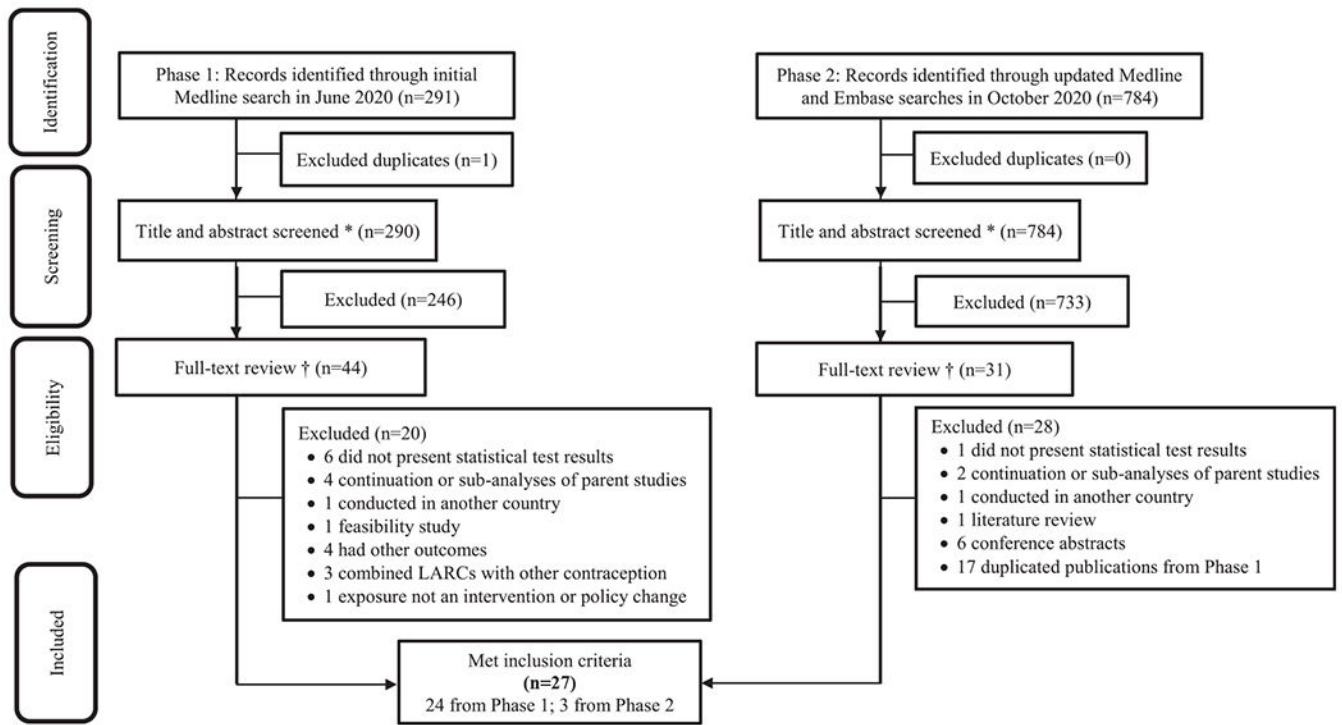 Identification
Phase 1: Records identified through initial
Medline search in June 2020 (n=291)
Phase 2: Records identified through updated Medline
and Embase searches in October 2020 (n=784)
Excluded duplicates (n=1)
Excluded duplicates (n=0)
Screening
Title and abstract screened * (n=290)
Title and abstract screened * (n=784)
Excluded (n=246)
Excluded (n=733)
Eligibility
Full-text review † (n=44)
Full-text review † (n=31)
Excluded (n=20)
• 6 did not present statistical test results
• 4 continuation or sub-analyses of parent studies
• 1 conducted in another country
• 1 feasibility study
• 4 had other outcomes
• 3 combined LARCs with other contraception
• 1 exposure not an intervention or policy change
Excluded (n=28)
• 1 did not present statistical test results
• 2 continuation or sub-analyses of parent studies
• 1 conducted in another country
• 1 literature review
• 6 conference abstracts
• 17 duplicated publications from Phase 1
Included
Met inclusion criteria
(n=27)
24 from Phase 1; 3 from Phase 2